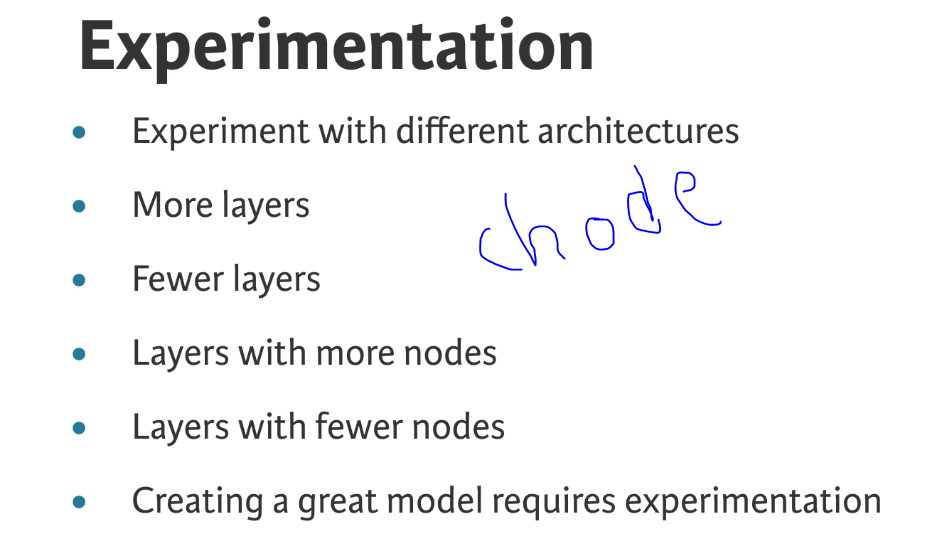 Experimentation
• Experiment with different architectures
• More layers
chode
• Fewer layers
• Layers with more nodes
• Layers with fewer nodes
• Creating a great model requires experimentation